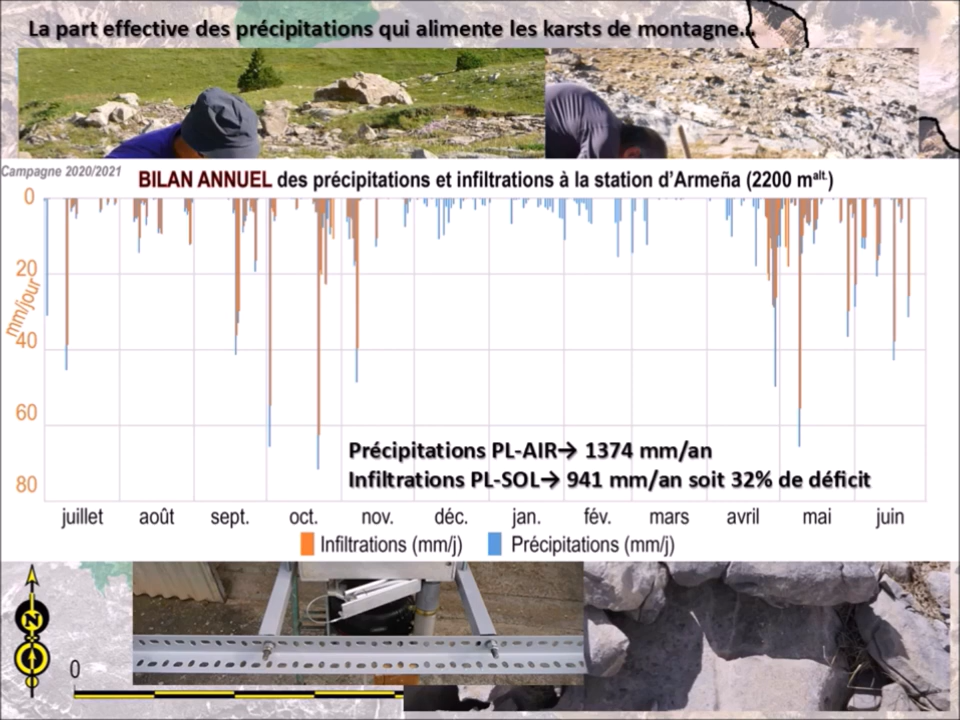 La part effective des précipitations qui alimente les karsts de montagne...
Campagne 2020/2021
BILAN ANNUEL des précipitations et infiltrations à la station d'Armeña (2200 m alt.)
0
20
mm/jour
40
60
80
Précipitations PL-AIR→ 1374 mm/an
Infiltrations PL-SOL→ 941 mm/an soit 32% de déficit
juillet août sept. oct. nov. déc. jan. fév. mars avril mai juin
Infiltrations (mm/j) Précipitations (mm/j)
N
0